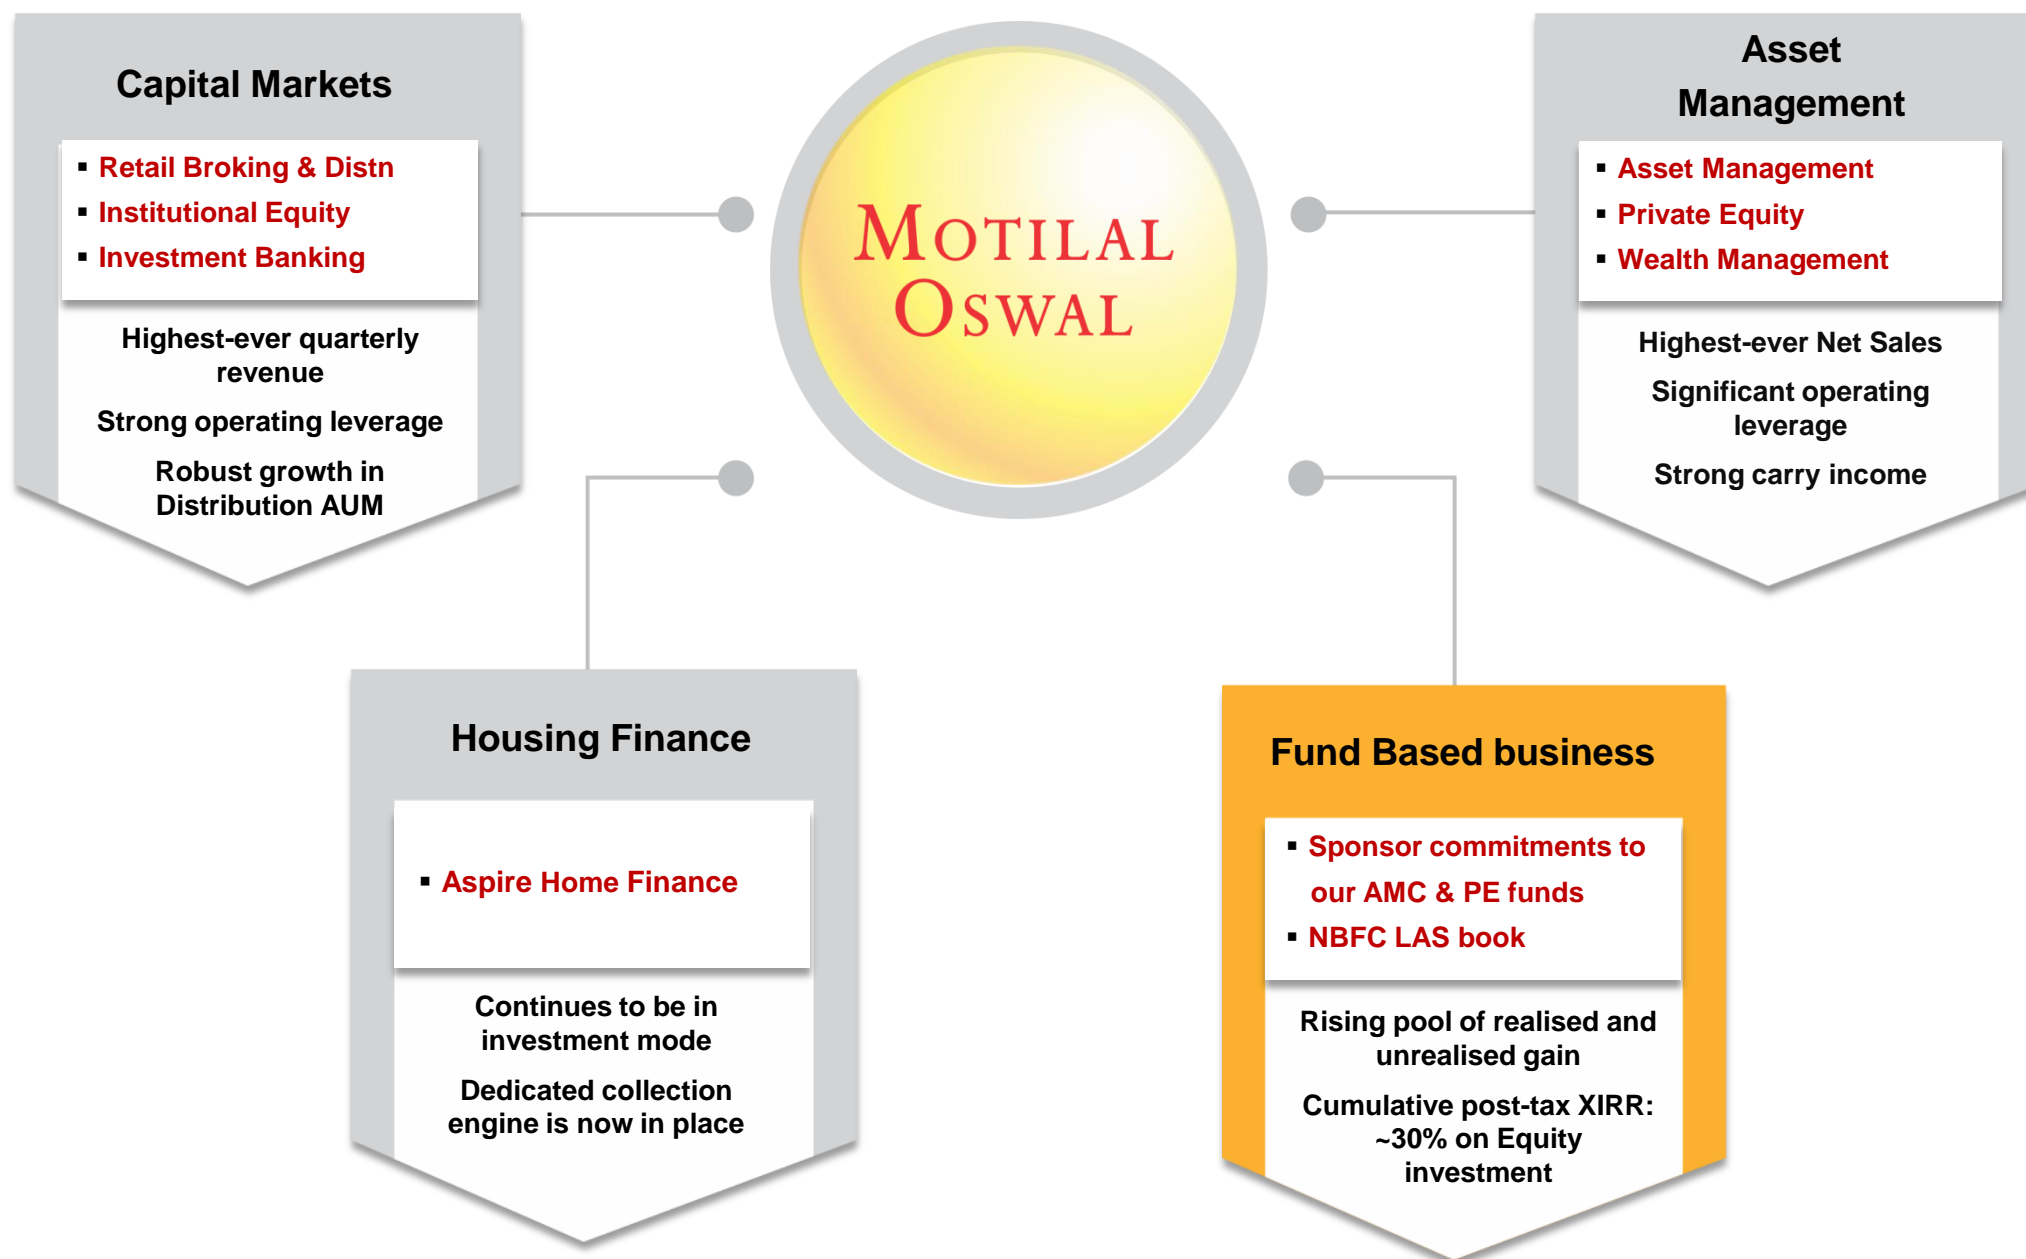 Capital Markets
▪ Retail Broking & Distn
▪ Institutional Equity
▪ Investment Banking
Highest-ever quarterly
revenue
Strong operating leverage
Robust growth in
Distribution AUM
MOTILAL
OSWAL
Asset
Management
▪ Asset Management
▪ Private Equity
▪ Wealth Management
Highest-ever Net Sales
Significant operating
leverage
Strong carry income
Housing Finance
▪ Aspire Home Finance
Continues to be in
investment mode
Dedicated collection
engine is now in place
Fund Based business
▪ Sponsor commitments to
our AMC & PE funds
▪ NBFC LAS book
Rising pool of realised and
unrealised gain
Cumulative post-tax XIRR:
~30% on Equity
investment